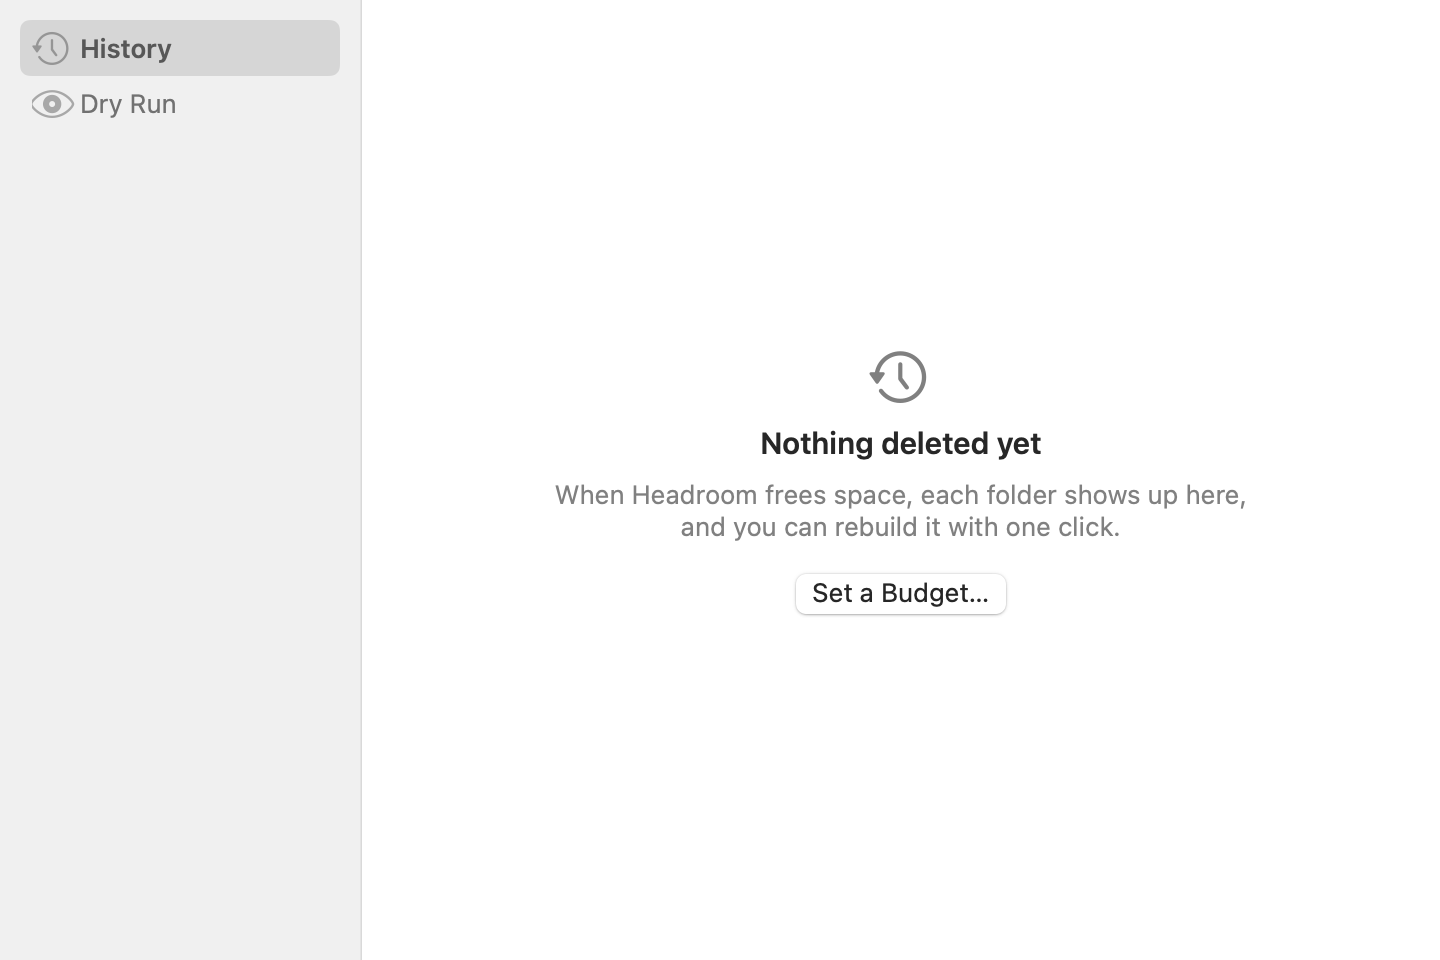 History
Dry Run
Nothing deleted yet
When Headroom frees space, each folder shows up here,
and you can rebuild it with one click.
Set a Budget...